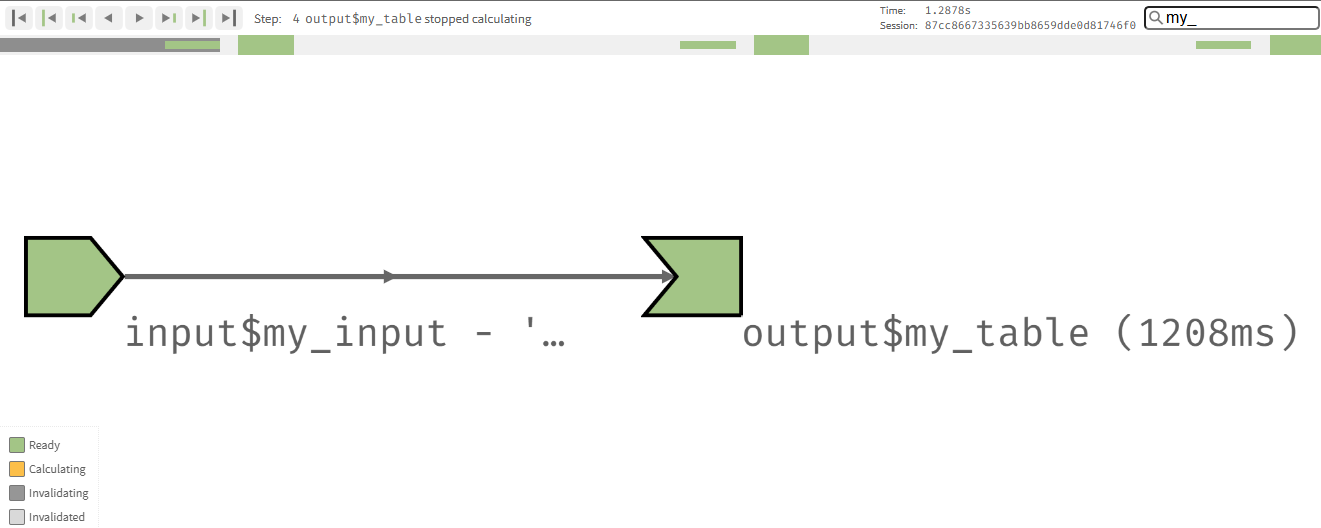 Step: 4 output$my_table stopped calculating
Time: 1.2878s
Session: 87cc8667335639bb8659dde0d81746f0
my_
input$my_input - '…
output$my_table (1208ms)
Ready
Calculating
Invalidating
Invalidated